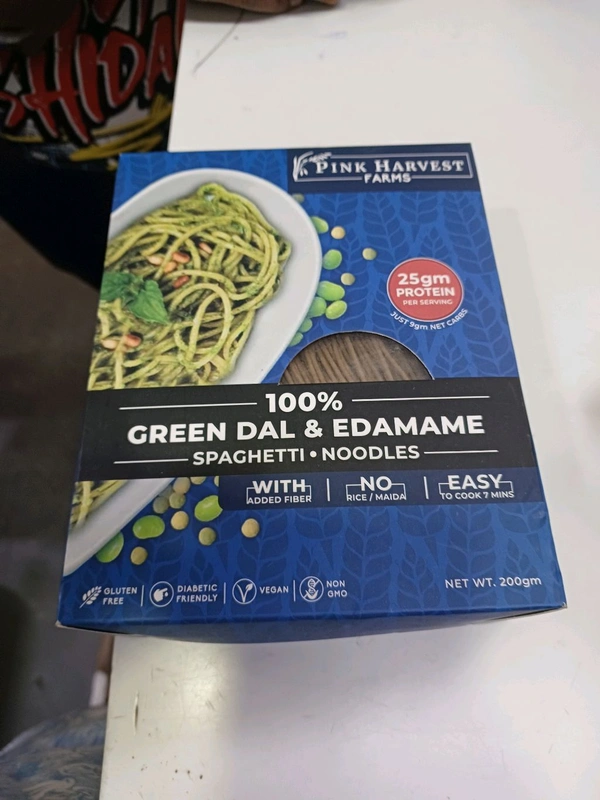 PINK HARVEST
FARMS
25gm
PROTEIN
PER SERVING
JUST 9gm NET CARBS
100%
GREEN DAL & EDAMAME
SPAGHETTI • NOODLES
WITH
ADDED FIBER
NO
RICE / MAIDA
EASY
TO COOK 7 MINS
GLUTEN
FREE
DIABETIC
FRIENDLY
VEGAN
NON
GMO
NET WT. 200gm